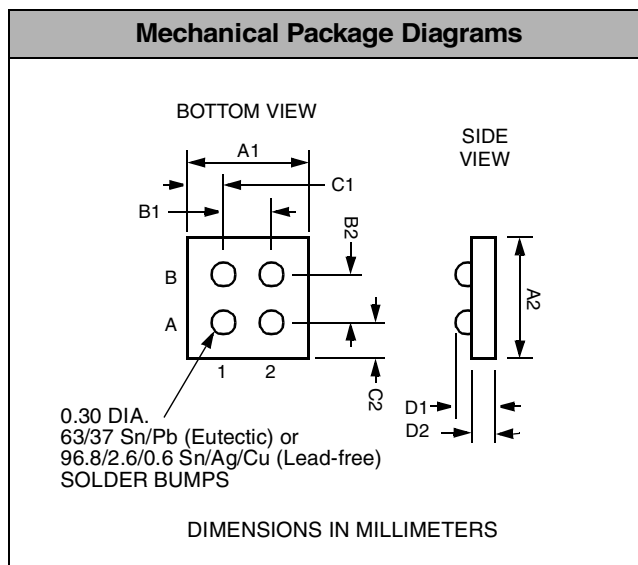 Mechanical Package Diagrams
BOTTOM VIEW
SIDE
VIEW
A1
C1
B1
B2
B
A
1 2
C2
A2
D1
D2
0.30 DIA.
63/37 Sn/Pb (Eutectic) or
96.8/2.6/0.6 Sn/Ag/Cu (Lead-free)
SOLDER BUMPS
DIMENSIONS IN MILLIMETERS